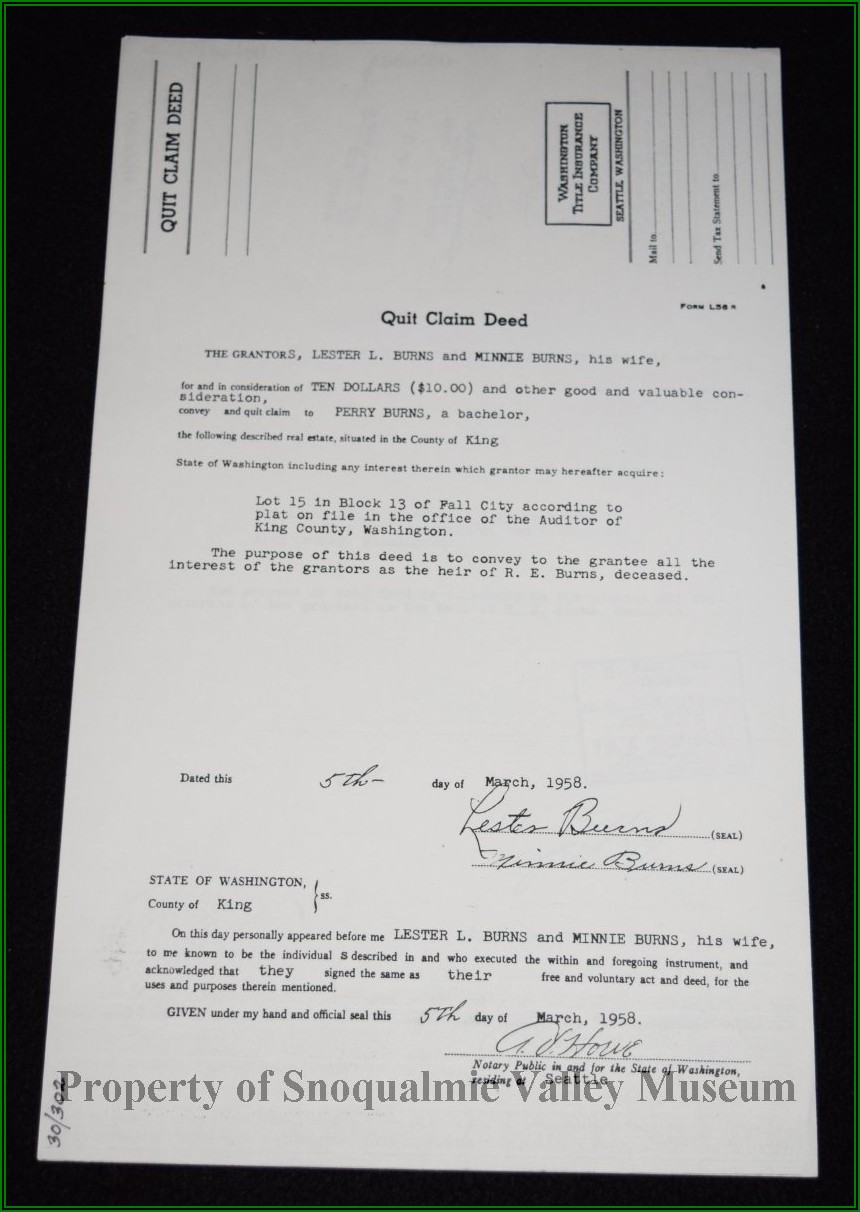 QUIT CLAIM DEED
WASHINGTON
TITLE INSURANCE
COMPANY
SEATTLE, WASHINGTON
Mail to
Send Tax Statement to
FORM L56 R
Quit Claim Deed
THE GRANTORS, LESTER L. BURNS and MINNIE BURNS, his wife,
for and in consideration of TEN DOLLARS ($10.00) and other good and valuable con-
sideration,
convey and quit claim to PERRY BURNS, a bachelor,
the following described real estate, situated in the County of King
State of Washington including any interest therein which grantor may hereafter acquire:
Lot 15 in Block 13 of Fall City according to
plat on file in the office of the Auditor of
King County, Washington.
The purpose of this deed is to convey to the grantee all the
interest of the grantors as the heir of R. E. Burns, deceased.
Dated this 5th day of March, 1958.
Lester Burns (SEAL)
Minnie Burns (SEAL)
STATE OF WASHINGTON,
County of King } ss.
On this day personally appeared before me LESTER L. BURNS and MINNIE BURNS, his wife,
to me known to be the individual s described in and who executed the within and foregoing instrument, and
acknowledged that they signed the same as their free and voluntary act and deed, for the
uses and purposes therein mentioned.
GIVEN under my hand and official seal this 5th day of March, 1958.
Howe
Notary Public in and for the State of Washington,
residing at Seattle
Property of Snoqualmie Valley Museum
30/302